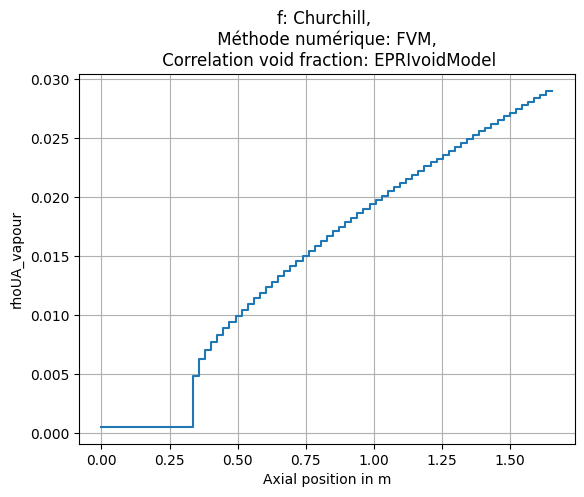 f: Churchill,
Méthode numérique: FVM,
Correlation void fraction: EPRIvoidModel
0.030
0.025
0.020
0.015
0.010
0.005
0.000
rhoUA_vapour
0.00 0.25 0.50 0.75 1.00 1.25 1.50
Axial position in m